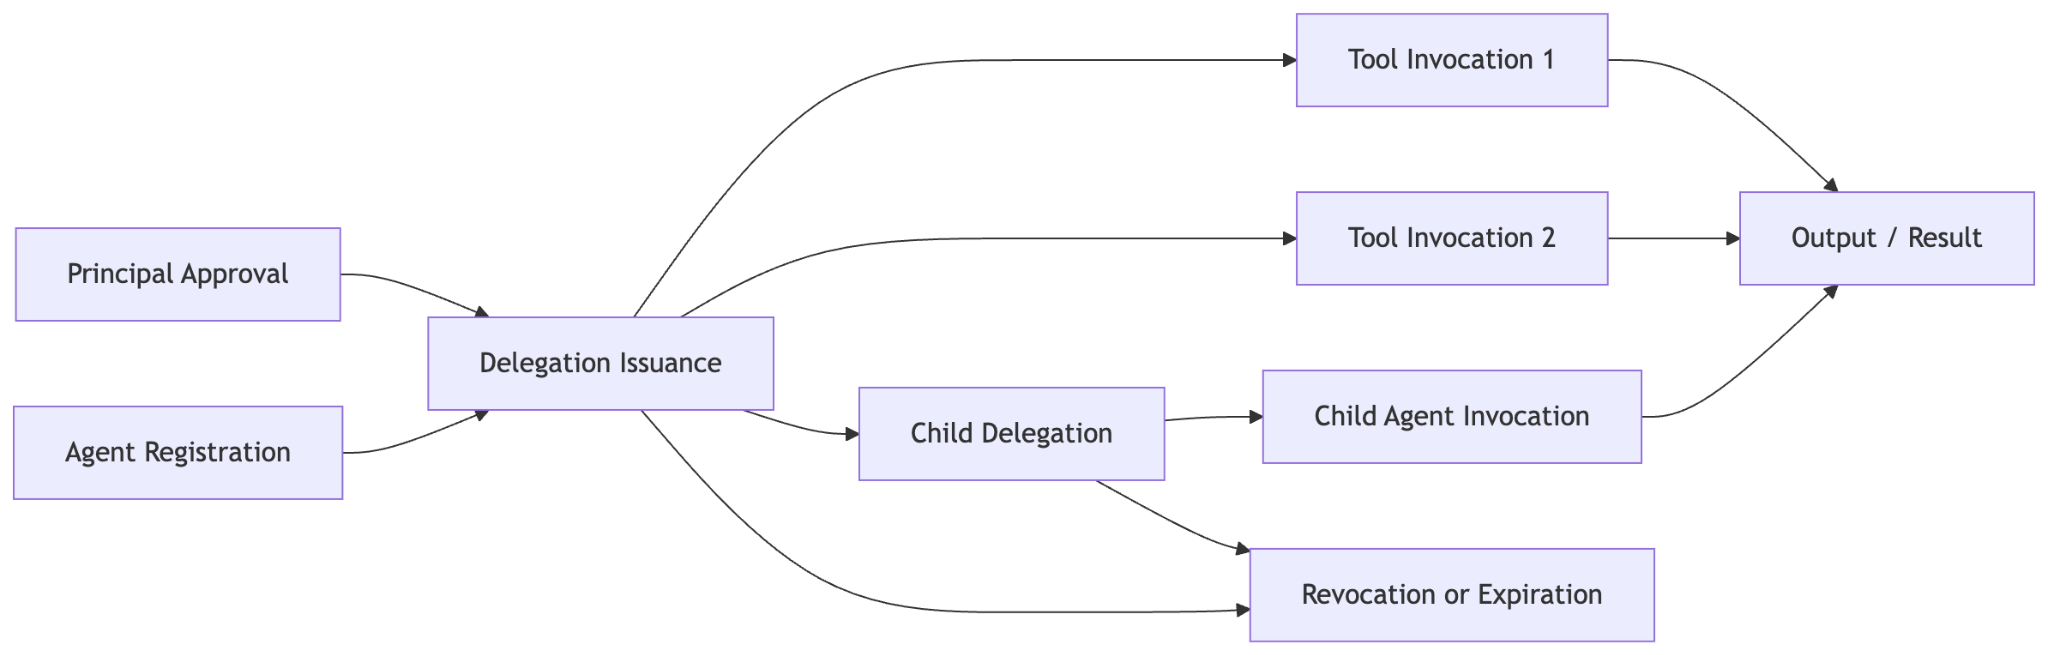 Principal Approval
Agent Registration
Delegation Issuance
Child Delegation
Tool Invocation 1
Tool Invocation 2
Child Agent Invocation
Revocation or Expiration
Output / Result